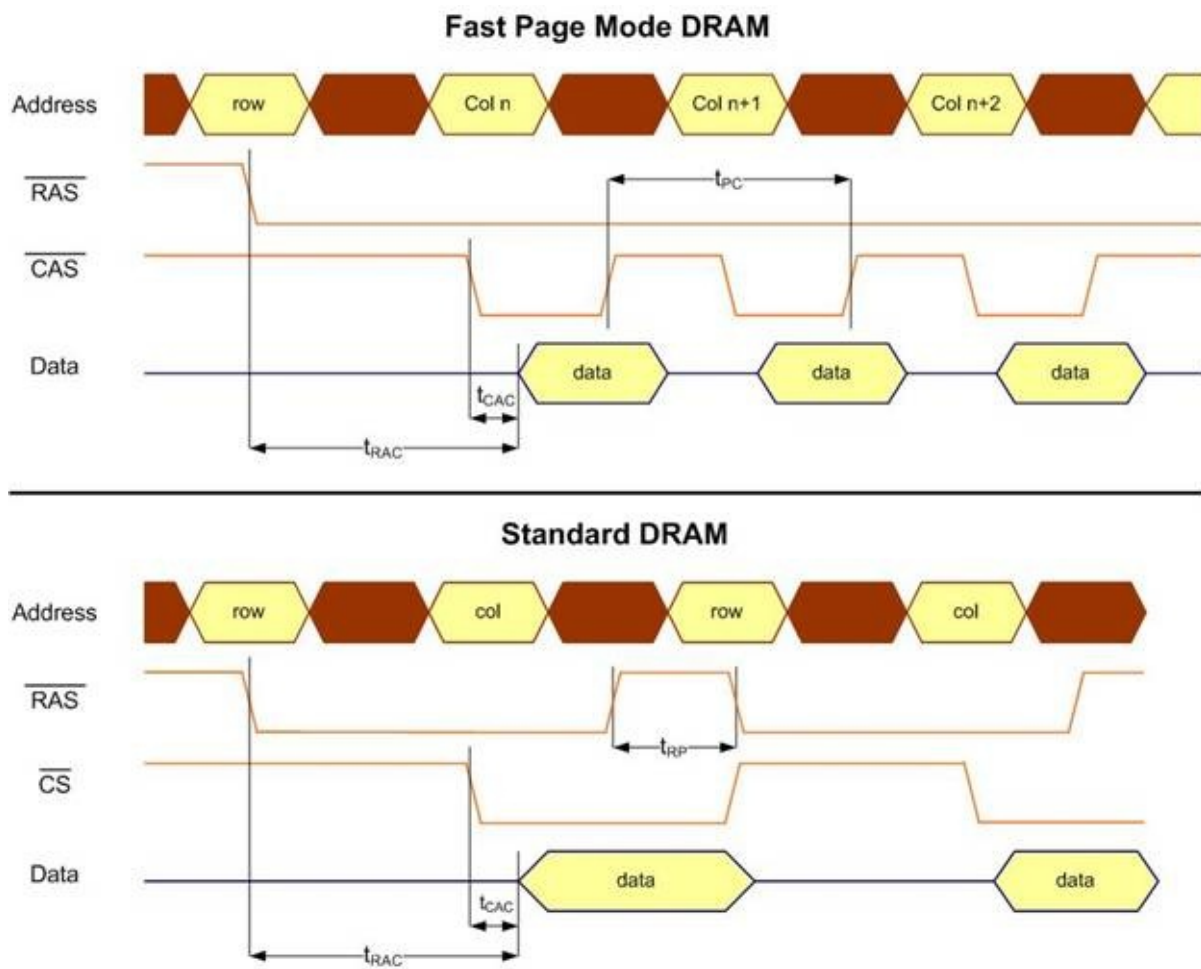 Fast Page Mode DRAM
Address row Col n Col n+1 Col n+2
RAS
tPC
CAS
Data data data data
tCAC
tRAC
Standard DRAM
Address row col row col
RAS
tRP
CS
Data data data
tCAC
tRAC